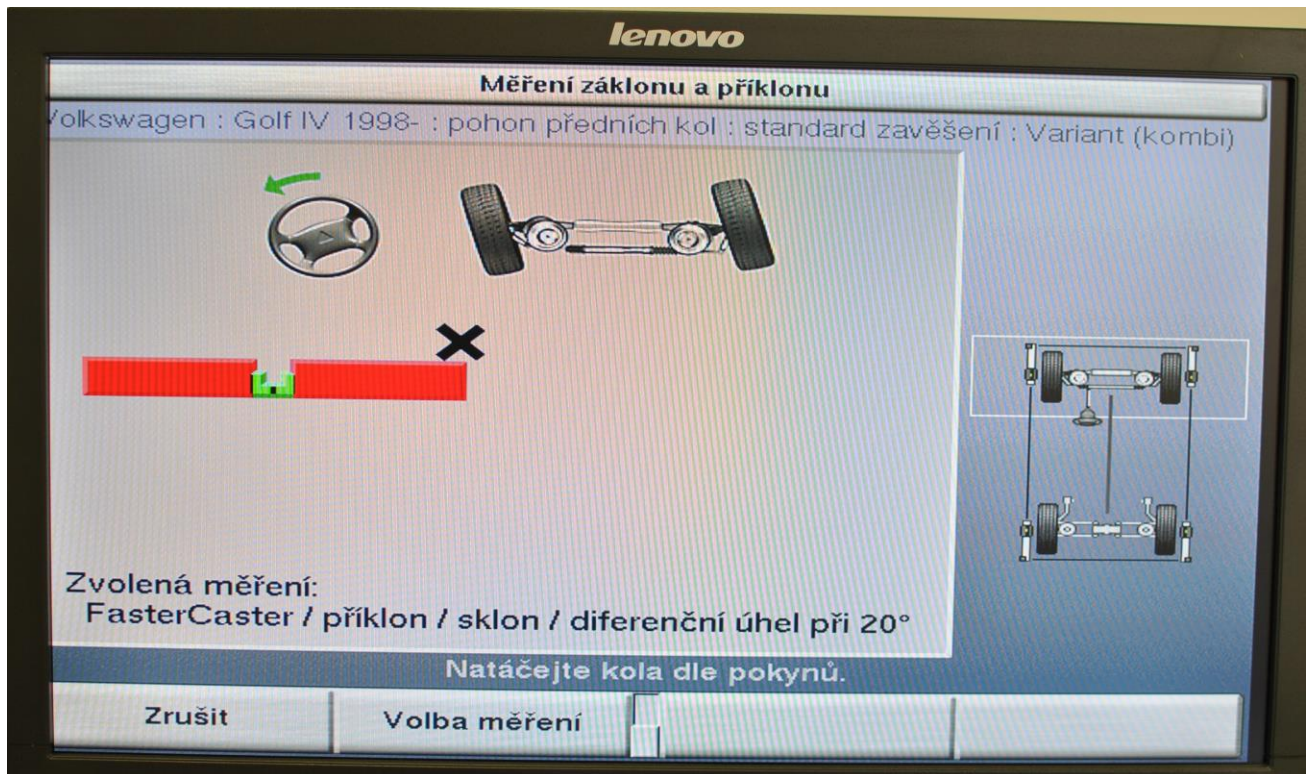 lenovo
Měření záklonu a příklonu
Volkswagen : Golf IV 1998- : pohon předních kol : standard zavěšení : Variant (kombi)
Zvolená měření:
FasterCaster / příklon / sklon / diferenční úhel při 20°
Natáčejte kola dle pokynů.
Zrušit
Volba měření